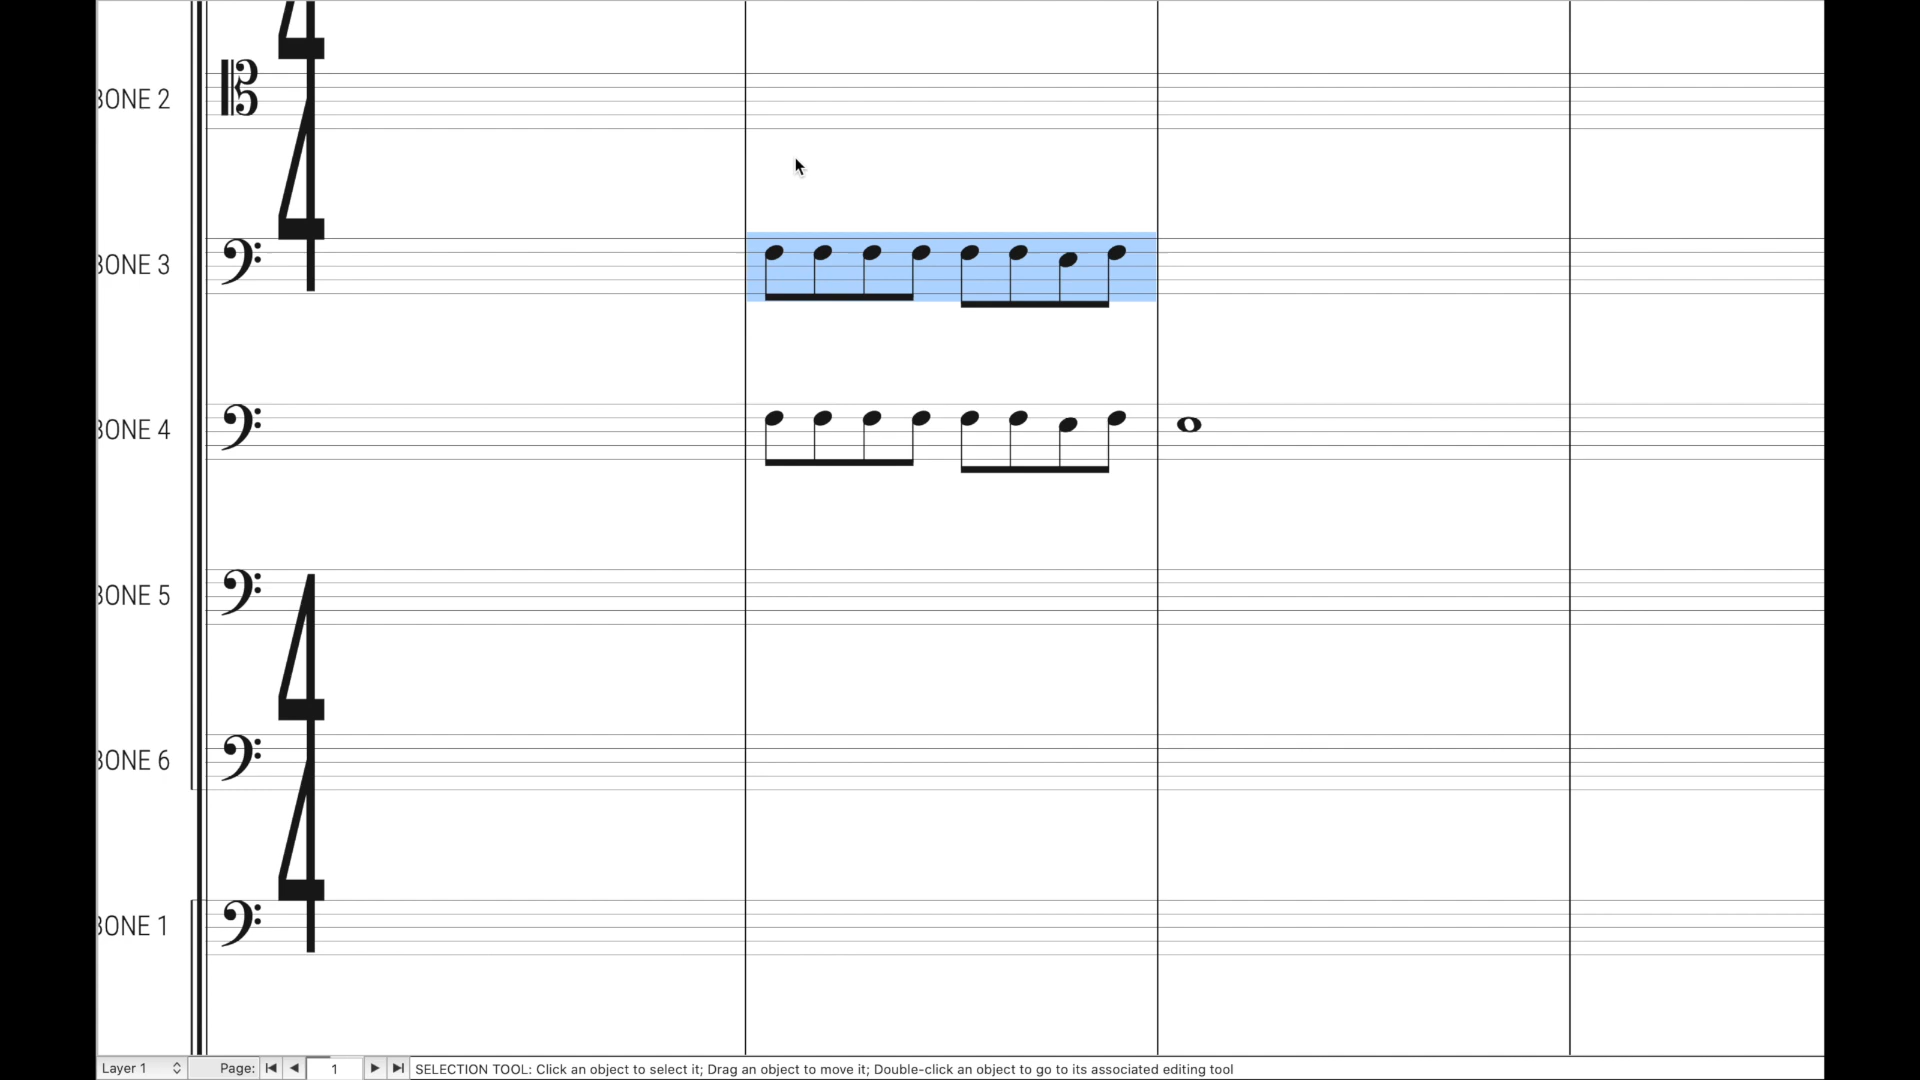 BONE 2
BONE 3
BONE 4
BONE 5
BONE 6
BONE 1
Layer 1 Page: 1 SELECTION TOOL: Click an object to select it; Drag an object to move it; Double-click an object to go to its associated editing tool